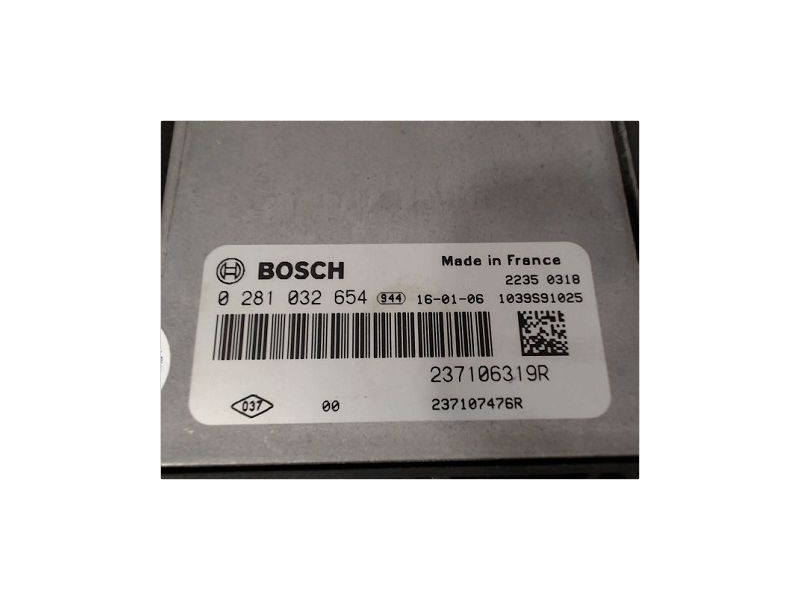 BOSCH Made in France
2235 0318
0 281 032 654 944 16-01-06 1039S91025
237106319R
037 00 237107476R